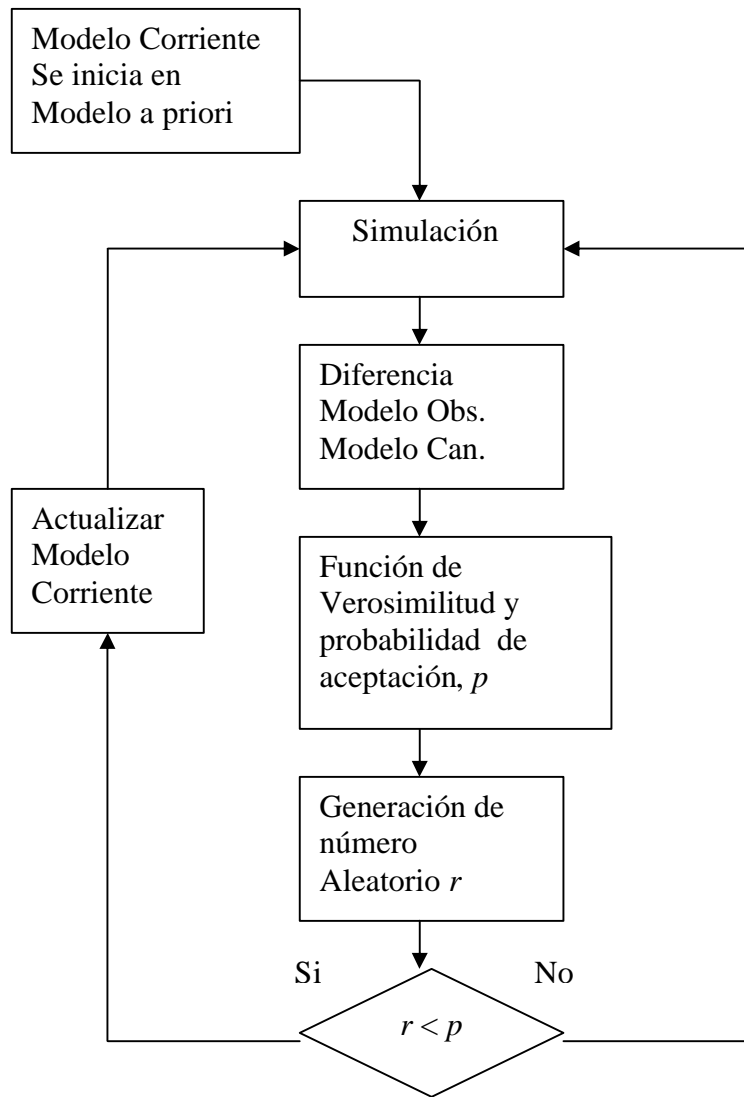 Modelo Corriente
Se inicia en
Modelo a priori
Simulación
Diferencia
Modelo Obs.
Modelo Can.
Actualizar
Modelo
Corriente
Función de
Verosimilitud y
probabilidad de
aceptación, p
Generación de
número
Aleatorio r
Si
No
r < p